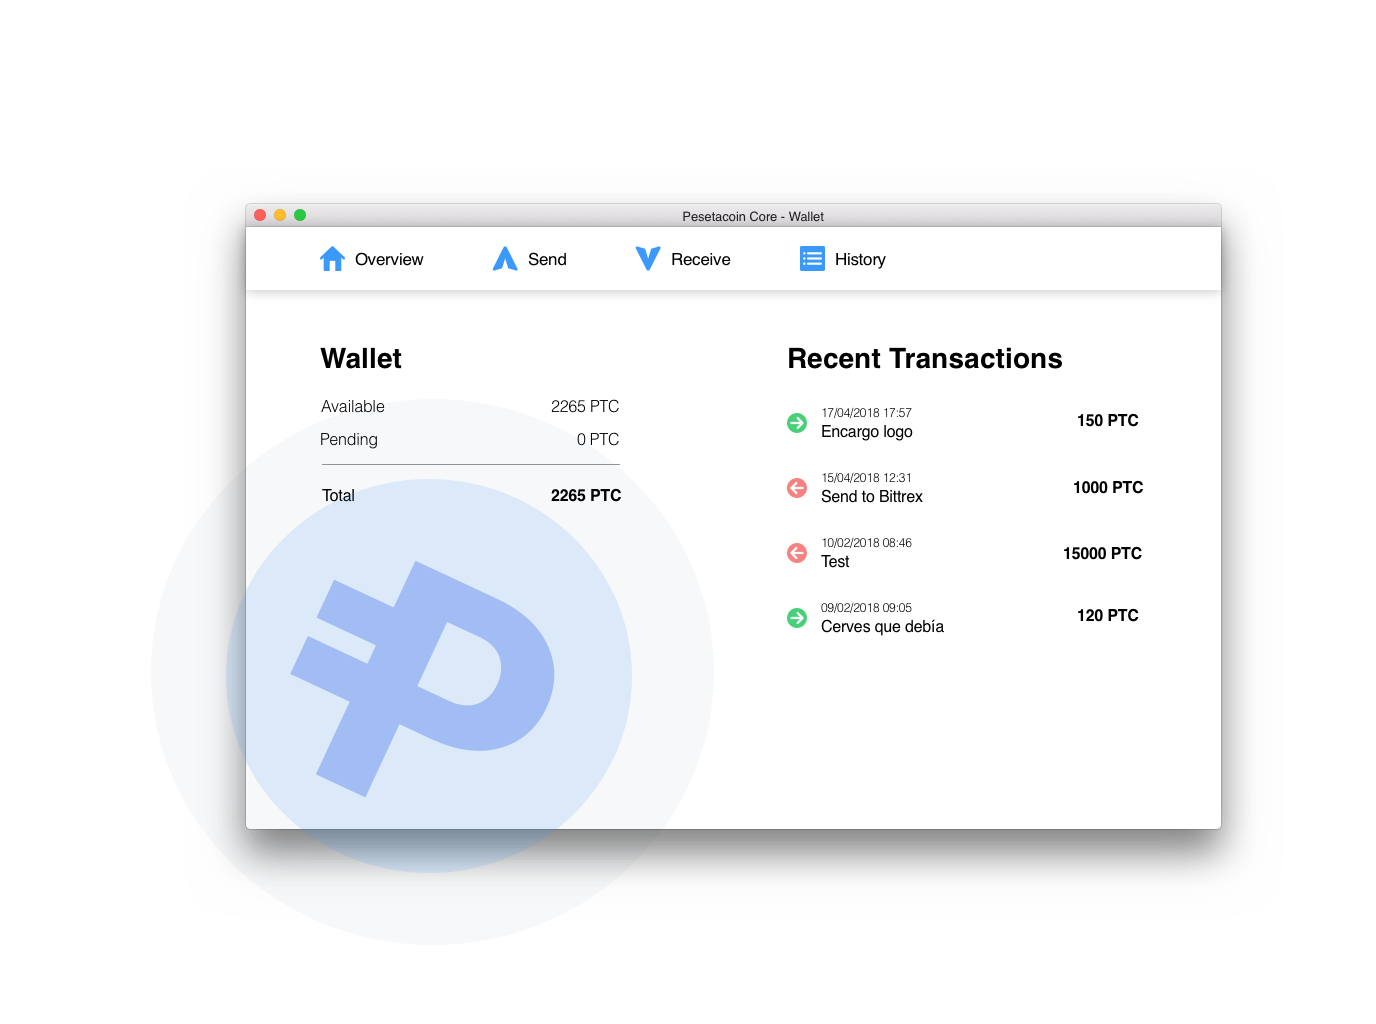 Pesetacoin Core - Wallet
Overview Send Receive History
Wallet
Available 2265 PTC
Pending 0 PTC
Total 2265 PTC
Recent Transactions
17/04/2018 17:57
Encargo logo 150 PTC
15/04/2018 12:31
Send to Bittrex 1000 PTC
10/02/2018 08:46
Test 15000 PTC
09/02/2018 09:05
Cerves que debía 120 PTC